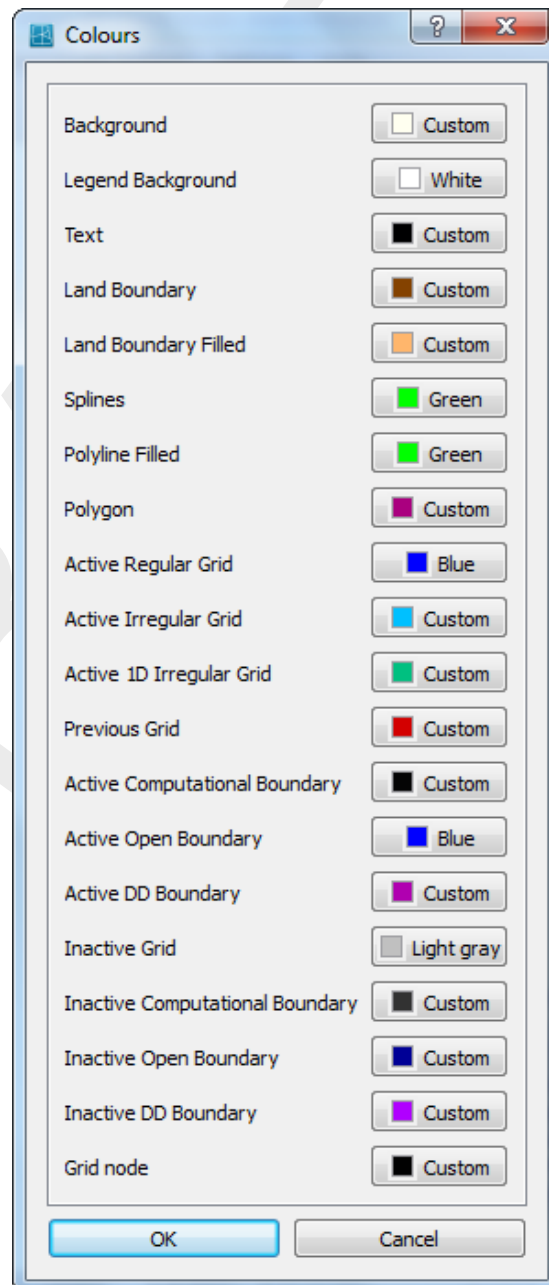 Colours
Background Custom
Legend Background White
Text Custom
Land Boundary Custom
Land Boundary Filled Custom
Splines Green
Polyline Filled Green
Polygon Custom
Active Regular Grid Blue
Active Irregular Grid Custom
Active 1D Irregular Grid Custom
Previous Grid Custom
Active Computational Boundary Custom
Active Open Boundary Blue
Active DD Boundary Custom
Inactive Grid Light gray
Inactive Computational Boundary Custom
Inactive Open Boundary Custom
Inactive DD Boundary Custom
Grid node Custom
OK Cancel